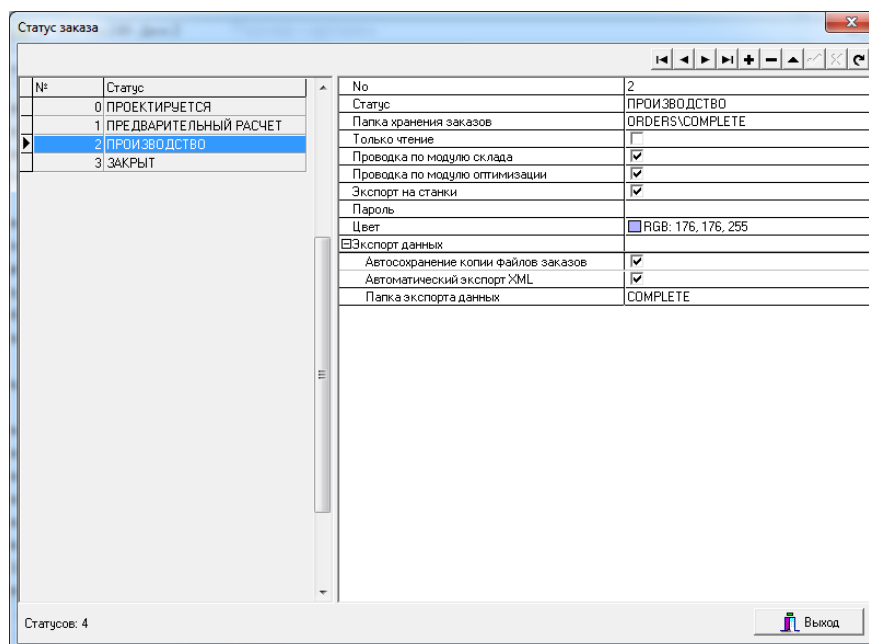 Статус заказа
№ Статус
0 ПРОЕКТИРУЕТСЯ
1 ПРЕДВАРИТЕЛЬНЫЙ РАСЧЕТ
2 ПРОИЗВОДСТВО
3 ЗАКРЫТ
No 2
Статус ПРОИЗВОДСТВО
Папка хранения заказов ORDERS\COMPLETE
Только чтение
Проводка по модулю склада
Проводка по модулю оптимизации
Экспорт на станки
Пароль
Цвет RGB: 176, 176, 255
Экспорт данных
Автосохранение копии файлов заказов
Автоматический экспорт XML
Папка экспорта данных COMPLETE
Статусов: 4
Выход